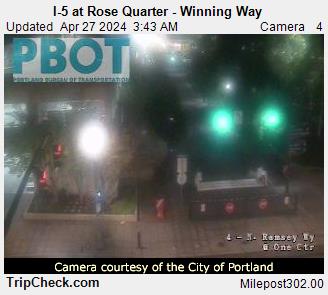 I-5 at Rose Quarter - Winning Way
Updated Apr 27 2024 3:43 AM Camera 4
PBOT
PORTLAND BUREAU OF TRANSPORTATION
4 - N. Ramsey Wy
@ One Ctr
Camera courtesy of the City of Portland
TripCheck.com Milepost302.00